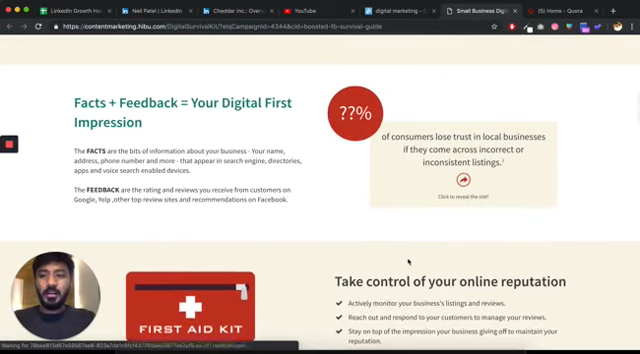 LinkedIn Growth Ho
Neil Patel | LinkedIn
Cheddar Inc.: Over
YouTube
digital marketing - G
Small Business Dig
(5) Home - Quora
https://contentmarketing.hibu.com/DigitalSurvivalKit/?eiqCampaignId=4344&cid=boosted-fb-survival-guide
Facts + Feedback = Your Digital First
Impression
??%
of consumers lose trust in local businesses
if they come across incorrect or
inconsistent listings.
Click to reveal the stat!
The FACTS are the bits of information about your business - Your name,
address, phone number and more - that appear in search engine, directories,
apps and voice search enabled devices.
The FEEDBACK are the rating and reviews you receive from customers on
Google, Yelp ,other top review sites and recommendations on Facebook.
FIRST AID KIT
Take control of your online reputation
Actively monitor your business's listings and reviews.
Reach out and respond to your customers to manage your reviews.
Stay on top of the impression your business giving off to maintain your
reputation.
Waiting for